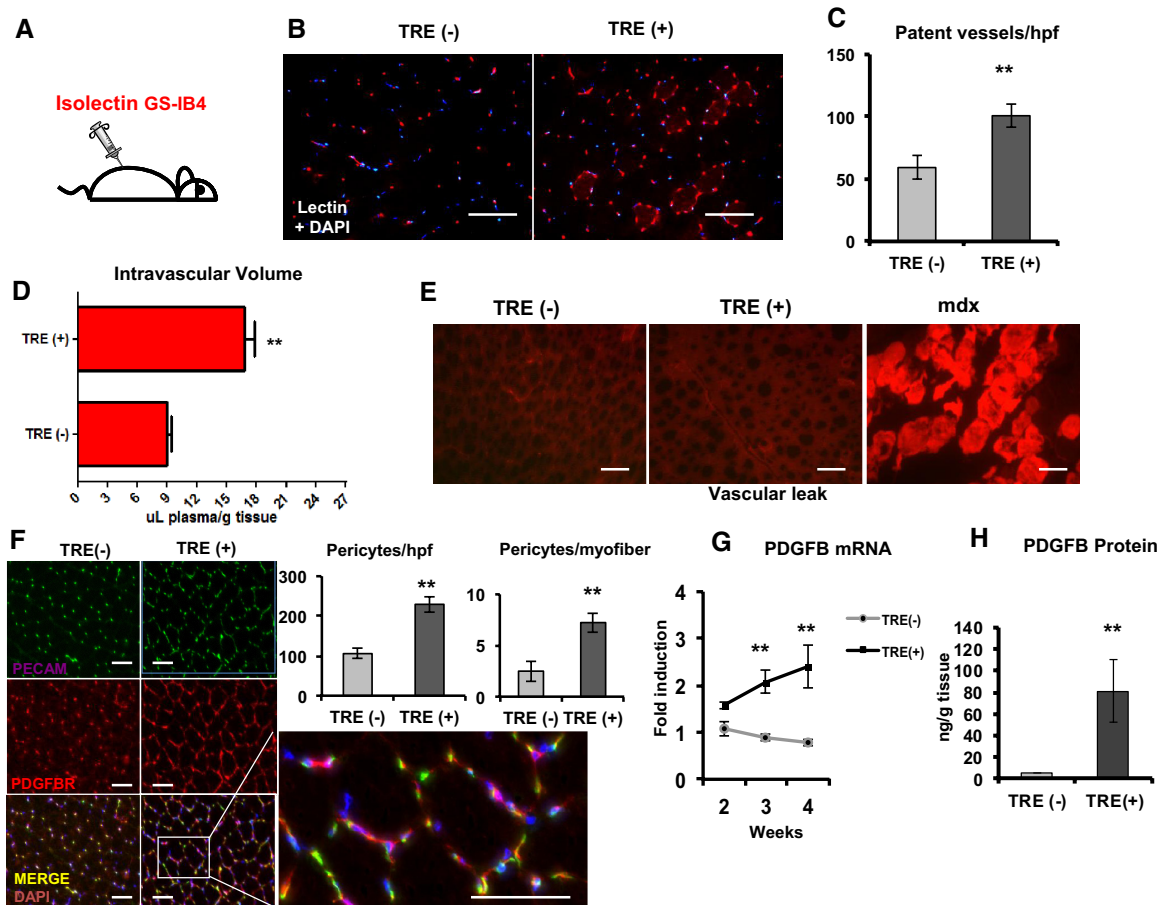 A
Isolectin GS-IB4
B
TRE (-)
TRE (+)
Lectin
+ DAPI
C
Patent vessels/hpf
**
150
100
50
0
TRE (-)
TRE (+)
D
Intravascular Volume
TRE (+)
**
TRE (-)
0
3
6
9
12
15
18
21
24
27
uL plasma/g tissue
E
TRE (-)
TRE (+)
mdx
Vascular leak
F
TRE(-)
TRE (+)
PECAM
PDGFBR
MERGE
DAPI
Pericytes/hpf
**
300
200
100
0
TRE (-)
TRE (+)
Pericytes/myofiber
**
10
5
0
TRE (-)
TRE (+)
G
PDGFB mRNA
Fold induction
4
3
2
1
0
**
**
TRE(-)
TRE(+)
2
3
4
Weeks
H
PDGFB Protein
ng/g tissue
140
120
100
80
60
40
20
0
**
TRE (-)
TRE(+)